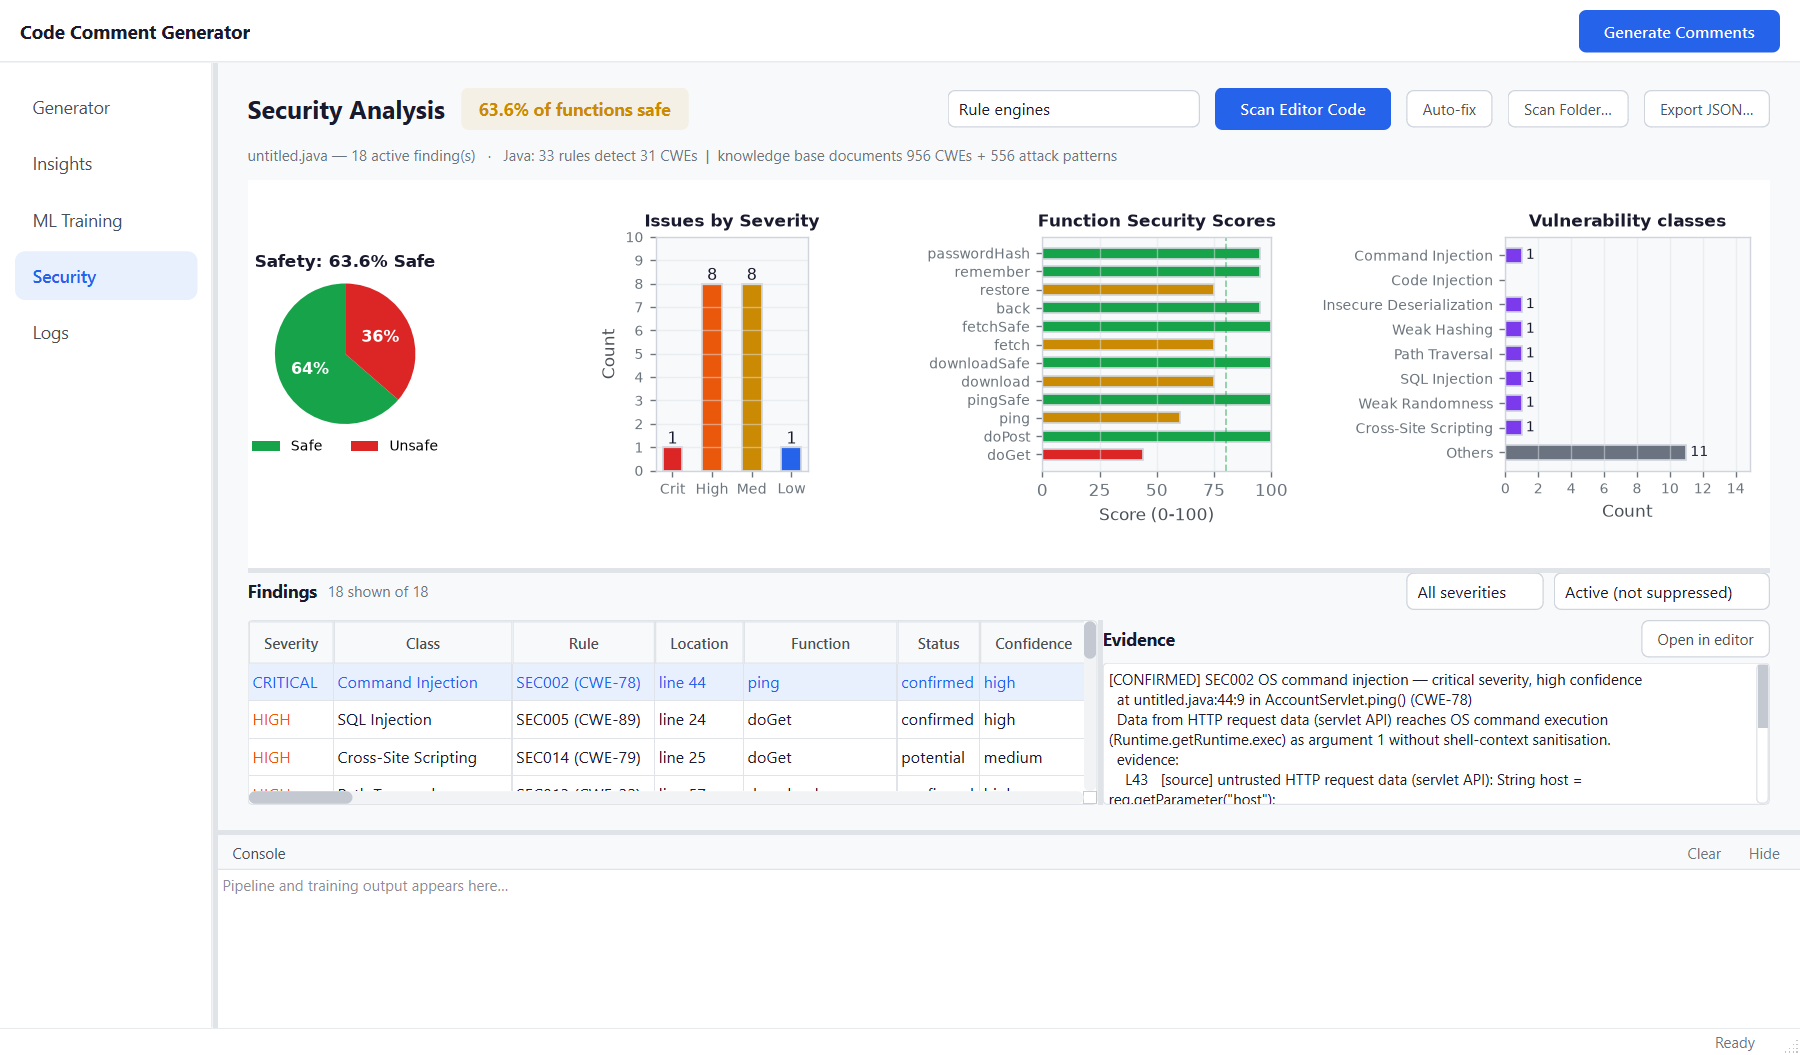 Code Comment Generator
Generate Comments
Generator
Insights
ML Training
Security
Logs
Security Analysis
63.6% of functions safe
Rule engines
Scan Editor Code
Auto-fix
Scan Folder...
Export JSON...
untitled.java — 18 active finding(s) · Java: 33 rules detect 31 CWEs | knowledge base documents 956 CWEs + 556 attack patterns
Safety: 63.6% Safe
36%
64%
Safe
Unsafe
Issues by Severity
Count
10
9
8
7
6
5
4
3
2
1
0
1
8
8
1
Crit
High
Med
Low
Function Security Scores
passwordHash
remember
restore
back
fetchSafe
fetch
downloadSafe
download
pingSafe
ping
doPost
doGet
0
25
50
75
100
Score (0-100)
Vulnerability classes
Command Injection 1
Code Injection
Insecure Deserialization 1
Weak Hashing 1
Path Traversal 1
SQL Injection 1
Weak Randomness 1
Cross-Site Scripting 1
Others 11
0
2
4
6
8
10
12
14
Count
Findings 18 shown of 18
All severities
Active (not suppressed)
Severity Class Rule Location Function Status Confidence
CRITICAL Command Injection SEC002 (CWE-78) line 44 ping confirmed high
HIGH SQL Injection SEC005 (CWE-89) line 24 doGet confirmed high
HIGH Cross-Site Scripting SEC014 (CWE-79) line 25 doGet potential medium
Evidence
Open in editor
[CONFIRMED] SEC002 OS command injection — critical severity, high confidence
at untitled.java:44:9 in AccountServlet.ping() (CWE-78)
Data from HTTP request data (servlet API) reaches OS command execution
(Runtime.getRuntime.exec) as argument 1 without shell-context sanitisation.
evidence:
L43 [source] untrusted HTTP request data (servlet API): String host =
req.getParameter("host");
Console
Clear
Hide
Pipeline and training output appears here...
Ready